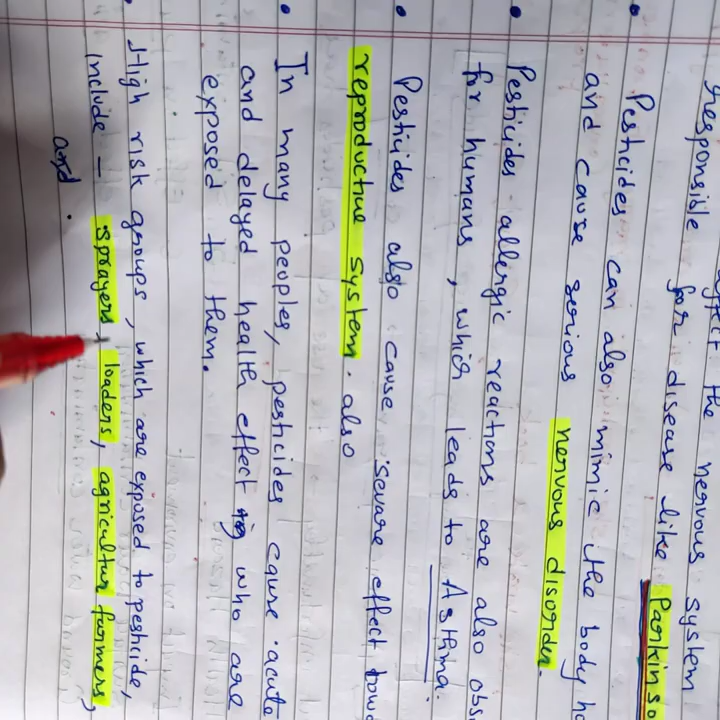 affect the nervous system
responsible for disease like Parkinso
Pesticides can also mimic the body ho
and cause serious nervous disorder.
Pesticides allergic reactions are also obs
for humans, which leads to Asthma.
Pesticides also cause sevare effect towa
reproductive system. also
In many peoples, pesticides cause acute
and delayed health effect who are
exposed to them.
High risk groups, which are exposed to pesticide,
include - sprayers, loaders, agricultur farmers,
and.